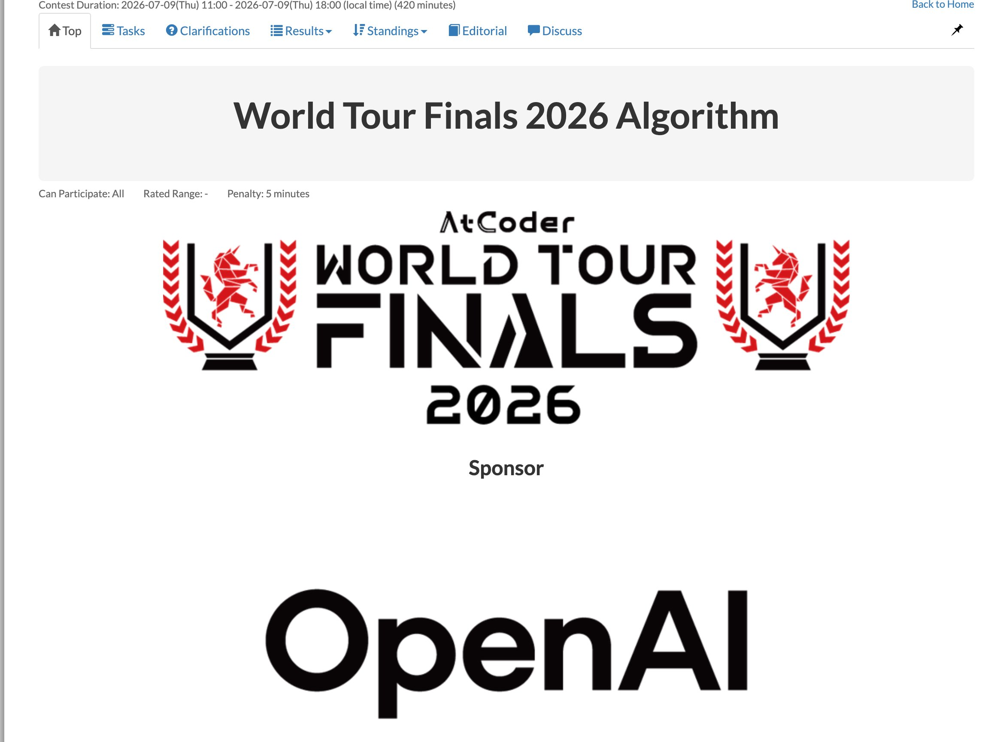 Contest Duration: 2026-07-09(Thu) 11:00 - 2026-07-09(Thu) 18:00 (local time) (420 minutes) Back to Home
Top Tasks Clarifications Results Standings Editorial Discuss
World Tour Finals 2026 Algorithm
Can Participate: All Rated Range: - Penalty: 5 minutes
AtCoder
WORLD TOUR
FINALS
2026
Sponsor
OpenAI